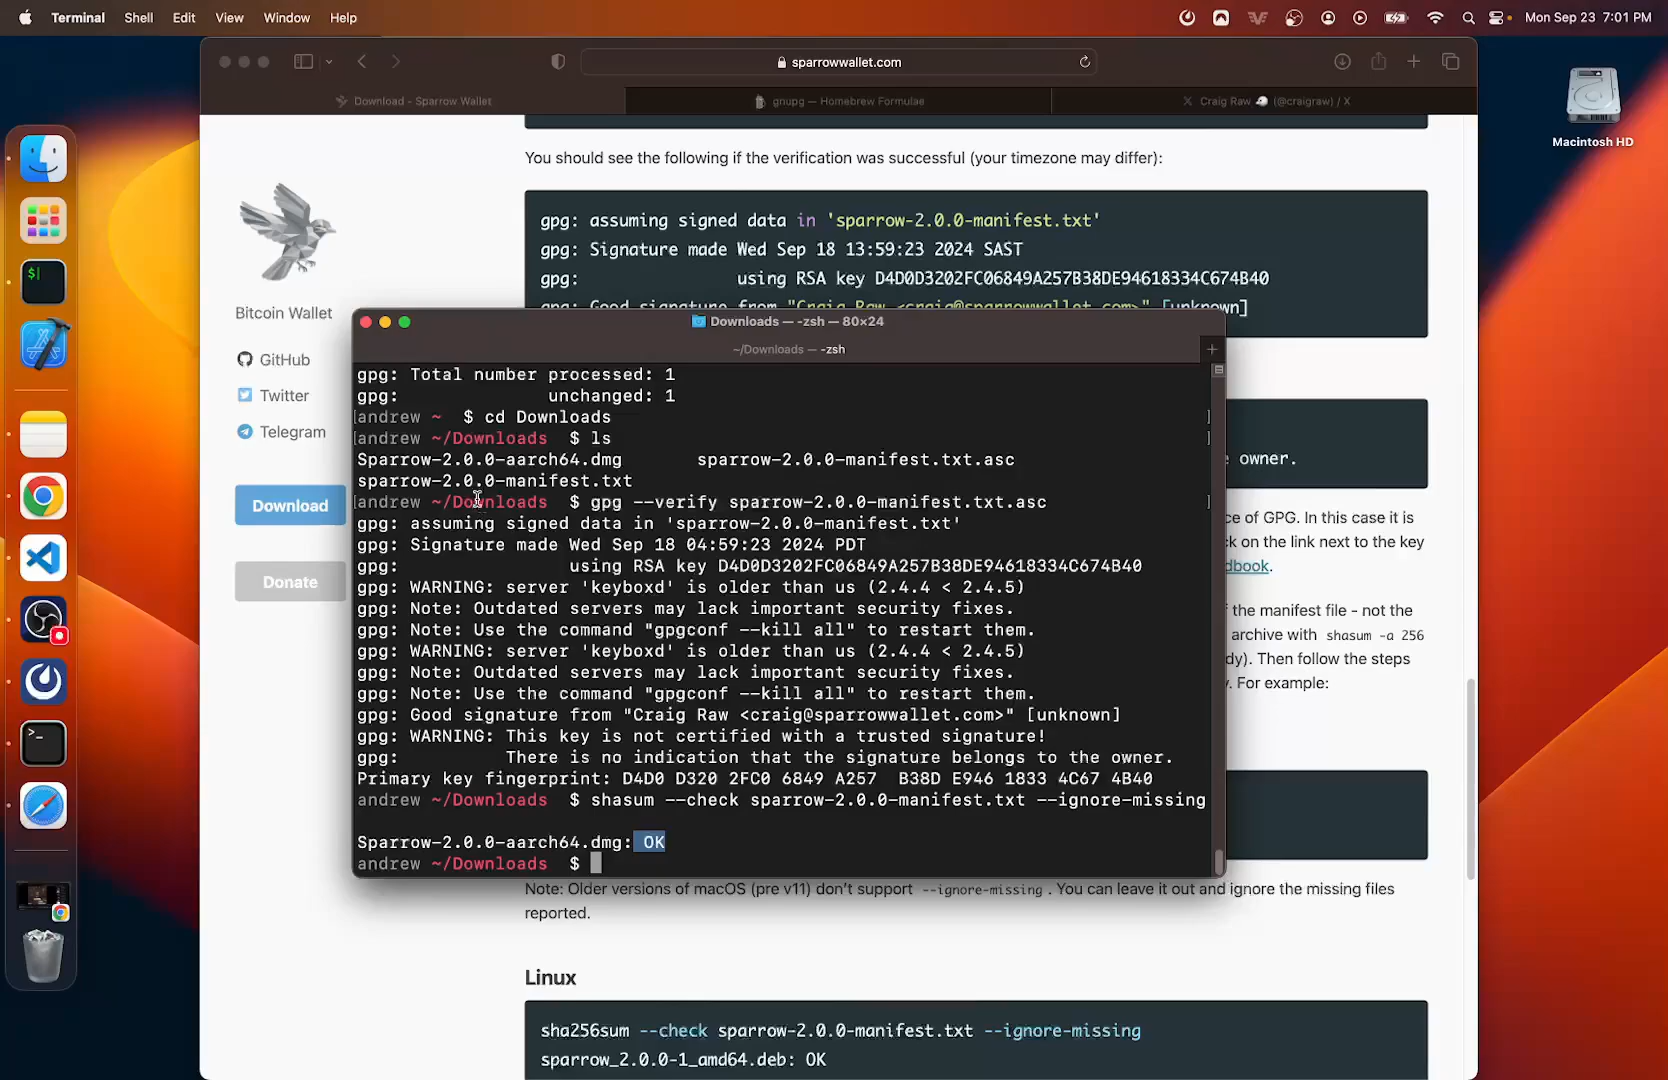 Terminal Shell Edit View Window Help Mon Sep 23 7:01 PM
sparrowwallet.com
Download - Sparrow Wallet gnupg — Homebrew Formulae Craig Raw (@craigraw) / X
Macintosh HD
You should see the following if the verification was successful (your timezone may differ):
gpg: assuming signed data in 'sparrow-2.0.0-manifest.txt'
gpg: Signature made Wed Sep 18 13:59:23 2024 SAST
gpg: using RSA key D4D0D3202FC06849A257B38DE94618334C674B40
gpg: Good signature from "Craig Raw <craig@sparrowwallet.com>" [unknown]
Bitcoin Wallet
GitHub
Twitter
Telegram
Download
Donate
Downloads — -zsh — 80×24
~/Downloads — -zsh
gpg: Total number processed: 1
gpg: unchanged: 1
[andrew ~ $ cd Downloads ]
[andrew ~/Downloads $ ls ]
Sparrow-2.0.0-aarch64.dmg sparrow-2.0.0-manifest.txt.asc
sparrow-2.0.0-manifest.txt
[andrew ~/Downloads $ gpg --verify sparrow-2.0.0-manifest.txt.asc ]
gpg: assuming signed data in 'sparrow-2.0.0-manifest.txt'
gpg: Signature made Wed Sep 18 04:59:23 2024 PDT
gpg: using RSA key D4D0D3202FC06849A257B38DE94618334C674B40
gpg: WARNING: server 'keyboxd' is older than us (2.4.4 < 2.4.5)
gpg: Note: Outdated servers may lack important security fixes.
gpg: Note: Use the command "gpgconf --kill all" to restart them.
gpg: WARNING: server 'keyboxd' is older than us (2.4.4 < 2.4.5)
gpg: Note: Outdated servers may lack important security fixes.
gpg: Note: Use the command "gpgconf --kill all" to restart them.
gpg: Good signature from "Craig Raw <craig@sparrowwallet.com>" [unknown]
gpg: WARNING: This key is not certified with a trusted signature!
gpg: There is no indication that the signature belongs to the owner.
Primary key fingerprint: D4D0 D320 2FC0 6849 A257 B38D E946 1833 4C67 4B40
andrew ~/Downloads $ shasum --check sparrow-2.0.0-manifest.txt --ignore-missing
Sparrow-2.0.0-aarch64.dmg: OK
andrew ~/Downloads $
owner.
ce of GPG. In this case it is
ck on the link next to the key
dbook.
f the manifest file - not the
archive with shasum -a 256
dy). Then follow the steps
. For example:
Note: Older versions of macOS (pre v11) don't support --ignore-missing . You can leave it out and ignore the missing files
reported.
Linux
sha256sum --check sparrow-2.0.0-manifest.txt --ignore-missing
sparrow_2.0.0-1_amd64.deb: OK